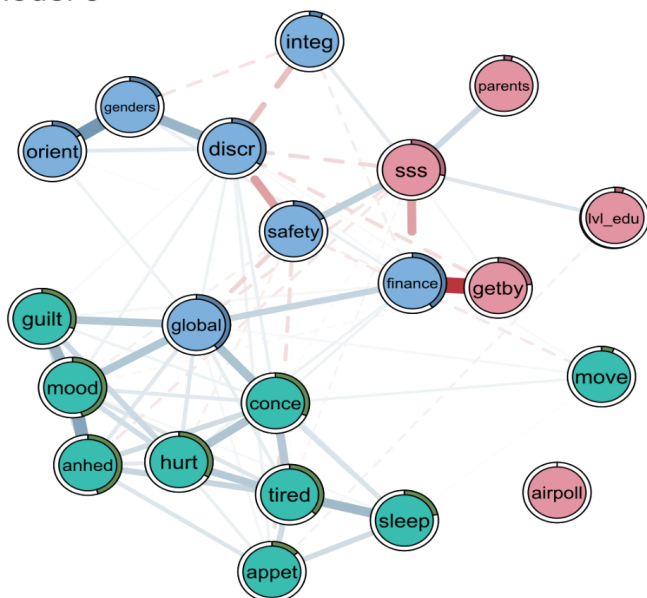 integ
parents
genders
orient
discr
sss
lvl_edu
safety
finance
getby
guilt
global
mood
conce
move
anhed
hurt
tired
airpoll
sleep
appet